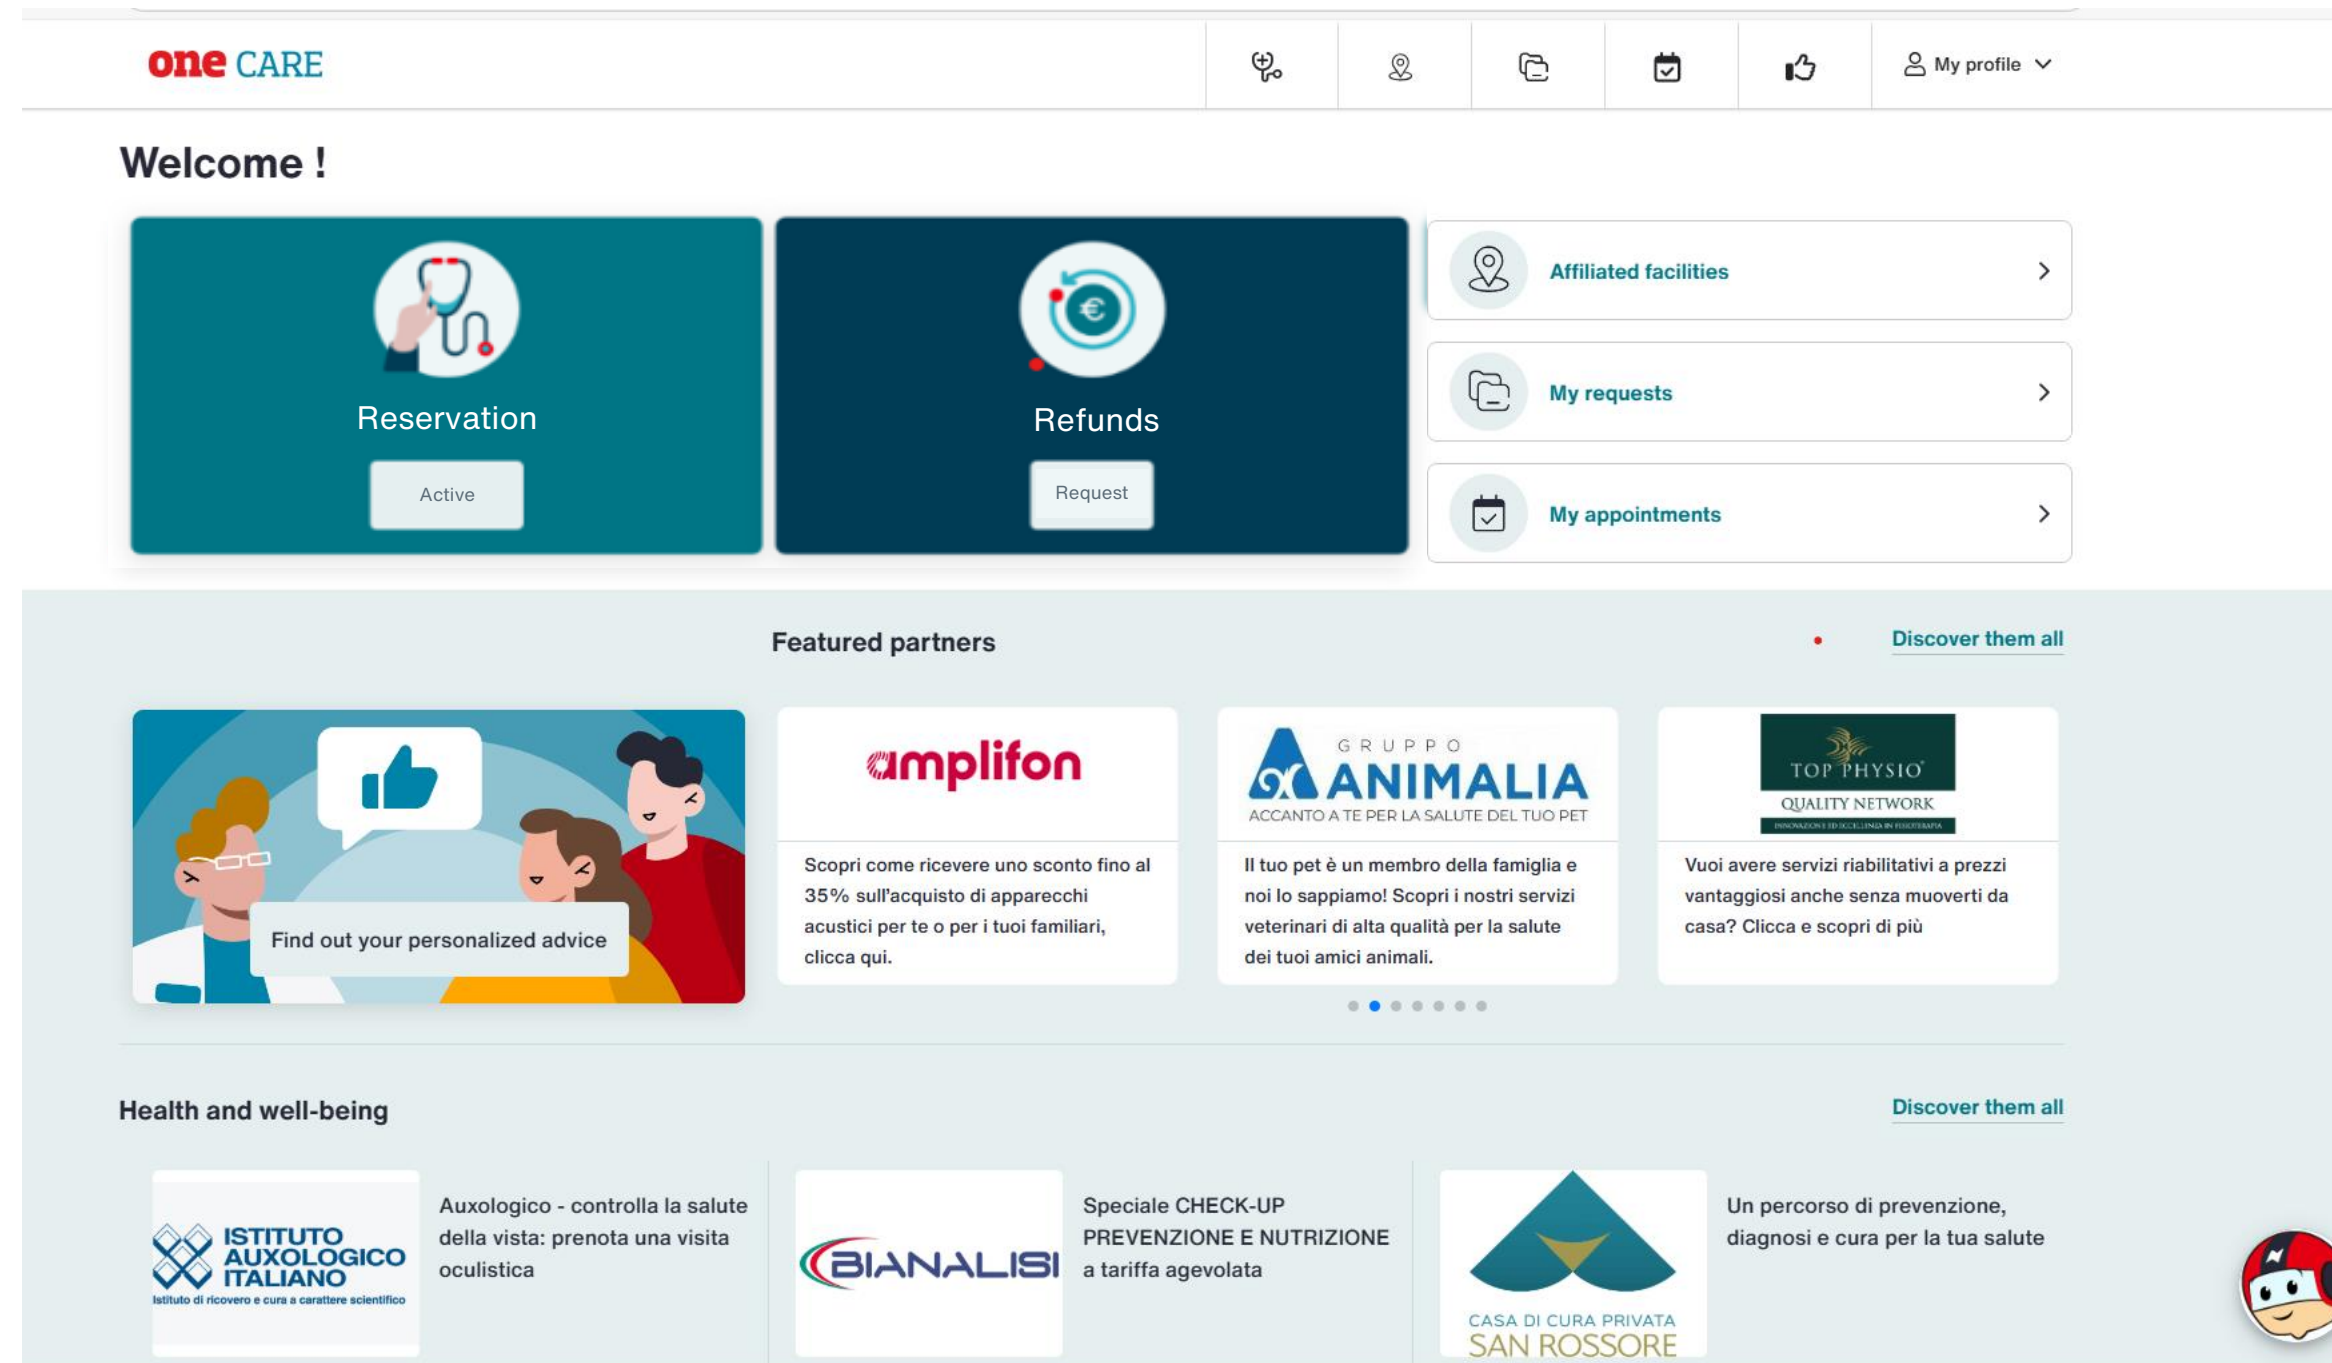 one CARE
My profile
Welcome !
Reservation
Active
Refunds
Request
Affiliated facilities
My requests
My appointments
Featured partners
Discover them all
Find out your personalized advice
amplifon
Scopri come ricevere uno sconto fino al
35% sull'acquisto di apparecchi
acustici per te o per i tuoi familiari,
clicca qui.
GRUPPO
ANIMALIA
ACCANTO A TE PER LA SALUTE DEL TUO PET
Il tuo pet è un membro della famiglia e
noi lo sappiamo! Scopri i nostri servizi
veterinari di alta qualità per la salute
dei tuoi amici animali.
TOP PHYSIO
QUALITY NETWORK
INNOVAZIONE ED ECCELLENZA IN FISIOTERAPIA
Vuoi avere servizi riabilitativi a prezzi
vantaggiosi anche senza muoverti da
casa? Clicca e scopri di più
Health and well-being
Discover them all
ISTITUTO
AUXOLOGICO
ITALIANO
Istituto di ricovero e cura a carattere scientifico
Auxologico - controlla la salute
della vista: prenota una visita
oculistica
BIANALISI
Speciale CHECK-UP
PREVENZIONE E NUTRIZIONE
a tariffa agevolata
CASA DI CURA PRIVATA
SAN ROSSORE
Un percorso di prevenzione,
diagnosi e cura per la tua salute